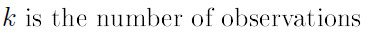 k is the number of observations